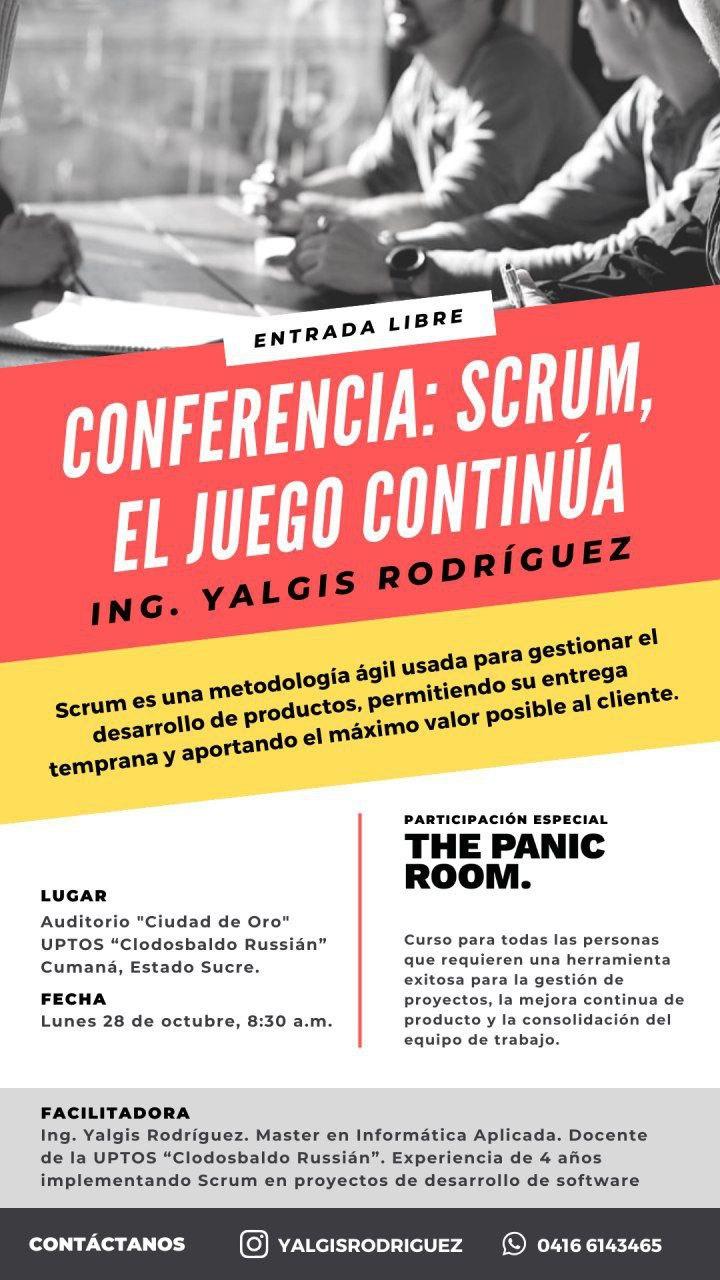 ENTRADA LIBRE
CONFERENCIA: SCRUM,
EL JUEGO CONTINÚA
ING. YALGIS RODRÍGUEZ
Scrum es una metodología ágil usada para gestionar el
desarrollo de productos, permitiendo su entrega
temprana y aportando el máximo valor posible al cliente.
LUGAR
Auditorio "Ciudad de Oro"
UPTOS “Clodosbaldo Russián”
Cumaná, Estado Sucre.
FECHA
Lunes 28 de octubre, 8:30 a.m.
PARTICIPACIÓN ESPECIAL
THE PANIC
ROOM.
Curso para todas las personas
que requieren una herramienta
exitosa para la gestión de
proyectos, la mejora continua de
producto y la consolidación del
equipo de trabajo.
FACILITADORA
Ing. Yalgis Rodríguez. Master en Informática Aplicada. Docente
de la UPTOS “Clodosbaldo Russián”. Experiencia de 4 años
implementando Scrum en proyectos de desarrollo de software
CONTÁCTANOS YALGISRODRIGUEZ 0416 6143465